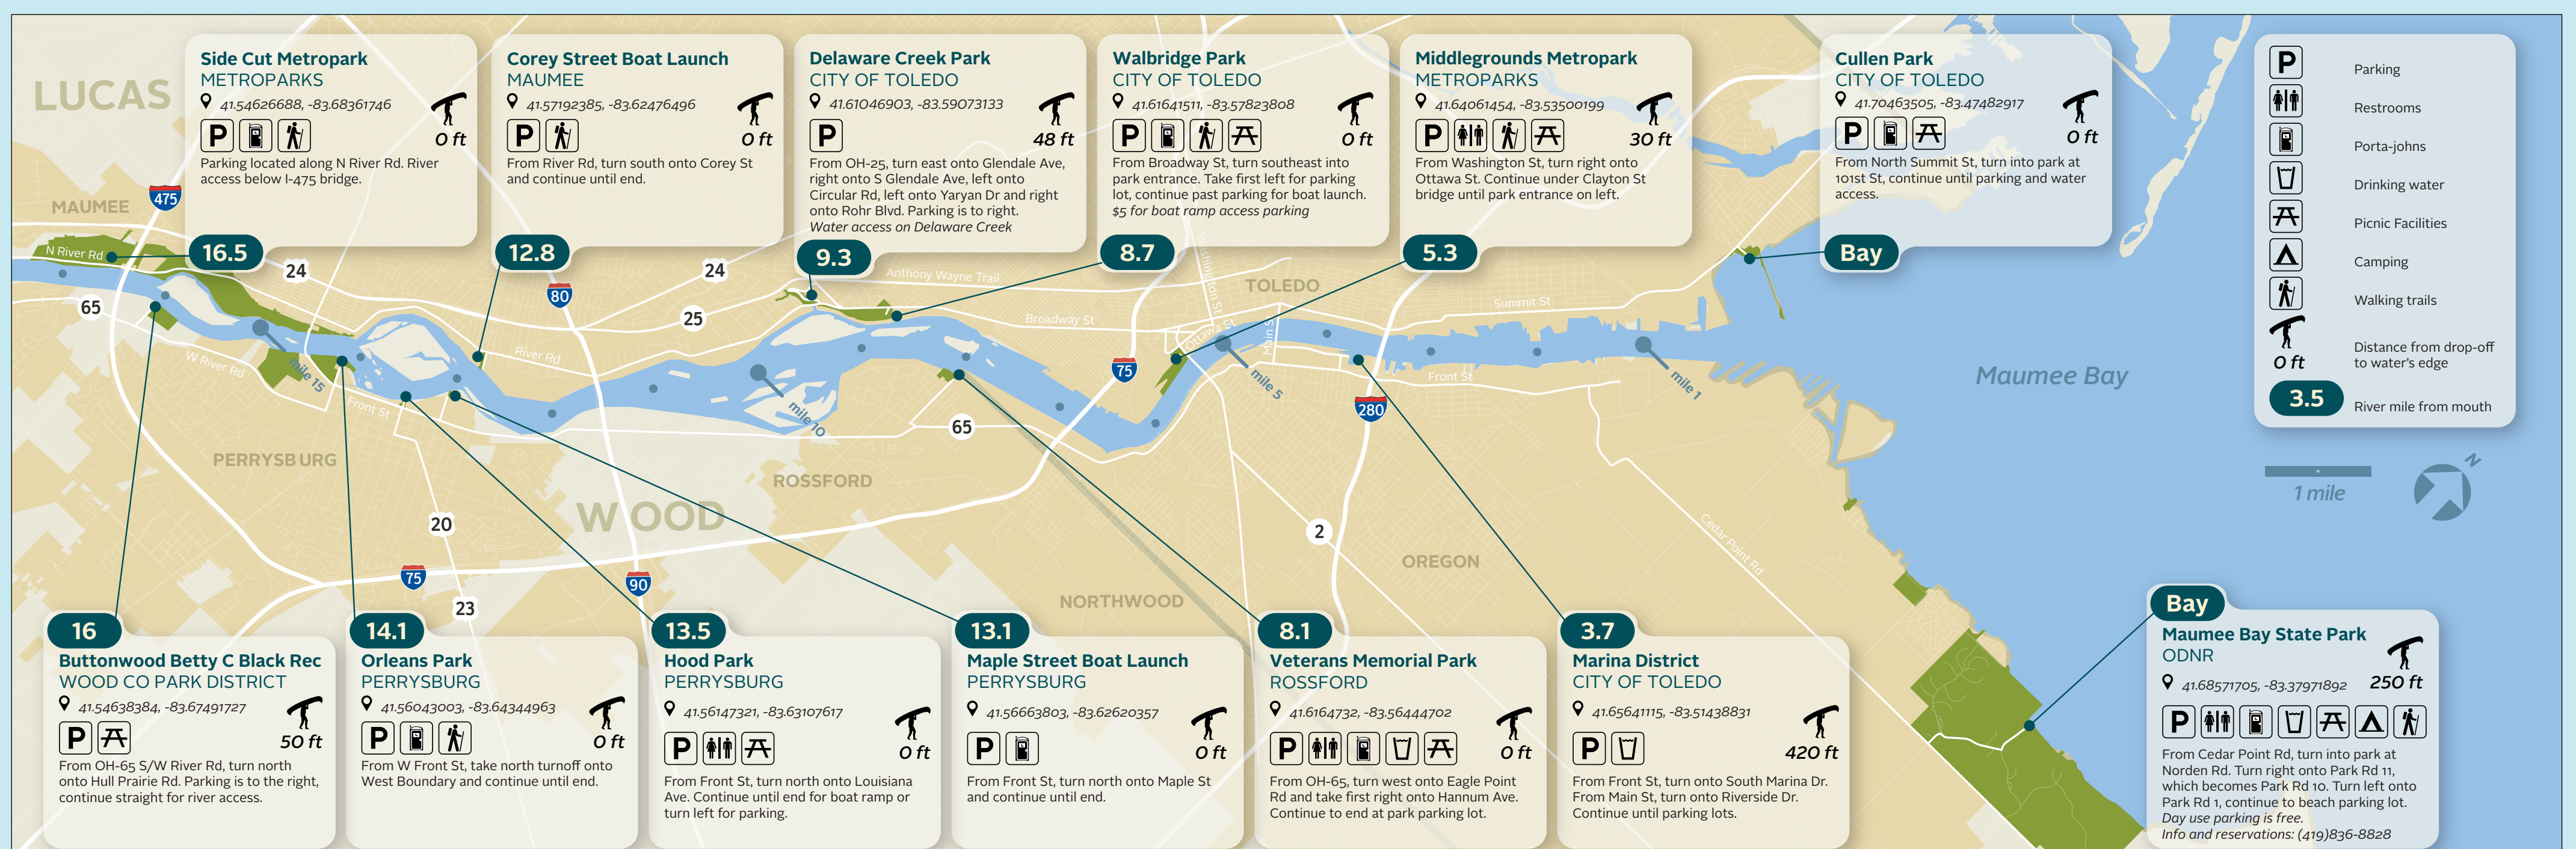 LUCAS
Side Cut Metropark
METROPARKS
41.54626688, -83.68361746
P
0 ft
Parking located along N River Rd. River
access below I-475 bridge.
16.5
Corey Street Boat Launch
MAUMEE
41.57192385, -83.62476496
P
0 ft
From River Rd, turn south onto Corey St
and continue until end.
12.8
Delaware Creek Park
CITY OF TOLEDO
41.61046903, -83.59073133
P
48 ft
From OH-25, turn east onto Glendale Ave,
right onto S Glendale Ave, left onto
Circular Rd, left onto Yaryan Dr and right
onto Rohr Blvd. Parking is to right.
Water access on Delaware Creek
9.3
Walbridge Park
CITY OF TOLEDO
41.61641511, -83.57823808
P
0 ft
From Broadway St, turn southeast into
park entrance. Take first left for parking
lot, continue past parking for boat launch.
$5 for boat ramp access parking
8.7
Middlegrounds Metropark
METROPARKS
41.64061454, -83.53500199
P
30 ft
From Washington St, turn right onto
Ottawa St. Continue under Clayton St
bridge until park entrance on left.
5.3
Cullen Park
CITY OF TOLEDO
41.70463505, -83.47482917
P
0 ft
From North Summit St, turn into park at
101st St, continue until parking and water
access.
Bay
P Parking
Restrooms
Porta-johns
Drinking water
Picnic Facilities
Camping
Walking trails
0 ft Distance from drop-off
to water's edge
3.5 River mile from mouth
1 mile
N
475
MAUMEE
N River Rd
65
24
80
24
25
Anthony Wayne Trail
Broadway St
River Rd
W River Rd
mile 15
Front St
mile 10
75
65
Washington St
TOLEDO
Ottawa St
Main St
Summit St
mile 5
Front St
280
mile 1
Maumee Bay
PERRYSBURG
WOOD
ROSSFORD
20
75
90
23
2
OREGON
NORTHWOOD
Cedar Point Rd
16
Buttonwood Betty C Black Rec
WOOD CO PARK DISTRICT
41.54638384, -83.67491727
P
50 ft
From OH-65 S/W River Rd, turn north
onto Hull Prairie Rd. Parking is to the right,
continue straight for river access.
14.1
Orleans Park
PERRYSBURG
41.56043003, -83.64344963
P
0 ft
From W Front St, take north turnoff onto
West Boundary and continue until end.
13.5
Hood Park
PERRYSBURG
41.56147321, -83.63107617
P
0 ft
From Front St, turn north onto Louisiana
Ave. Continue until end for boat ramp or
turn left for parking.
13.1
Maple Street Boat Launch
PERRYSBURG
41.56663803, -83.62620357
P
0 ft
From Front St, turn north onto Maple St
and continue until end.
8.1
Veterans Memorial Park
ROSSFORD
41.6164732, -83.56444702
P
0 ft
From OH-65, turn west onto Eagle Point
Rd and take first right onto Hannum Ave.
Continue to end at park parking lot.
3.7
Marina District
CITY OF TOLEDO
41.65641115, -83.51438831
P
420 ft
From Front St, turn onto South Marina Dr.
From Main St, turn onto Riverside Dr.
Continue until parking lots.
Bay
Maumee Bay State Park
ODNR
41.68571705, -83.37971892
250 ft
P
From Cedar Point Rd, turn into park at
Norden Rd. Turn right onto Park Rd 11,
which becomes Park Rd 10. Turn left onto
Park Rd 1, continue to beach parking lot.
Day use parking is free.
Info and reservations: (419)836-8828